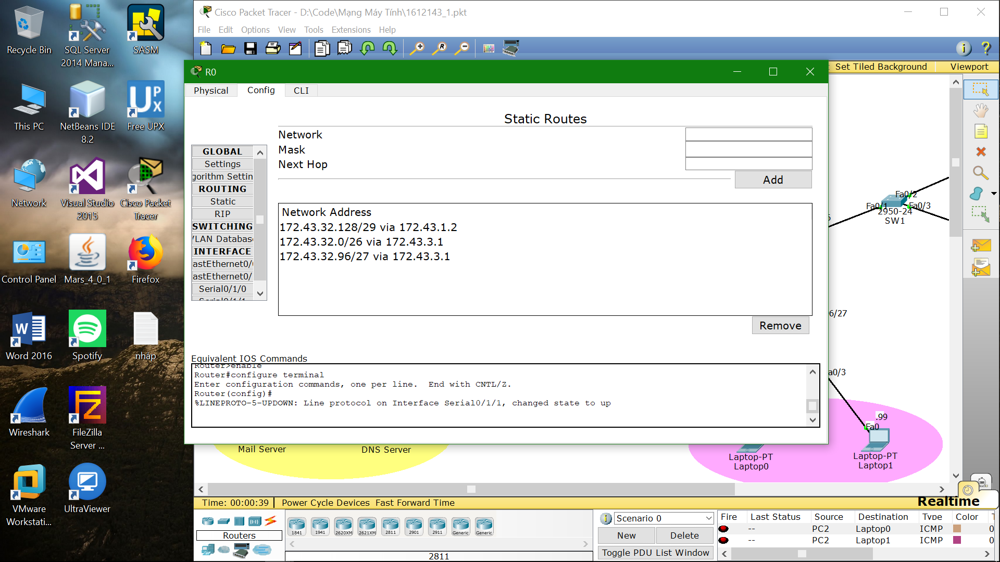 Recycle Bin
SQL Server
2014 Mana...
SASM
This PC
NetBeans IDE
8.2
UPX
Free UPX
Network
Visual Studio
2015
Cisco Packet
Tracer
Control Panel
Mars_4_0_1
Firefox
W
Word 2016
Spotify
nháp
Wireshark
FZ
FileZilla
Server ...
VMware
Workstati...
UltraViewer
Cisco Packet Tracer - D:\Code\Mạng Máy Tính\1612143_1.pkt
File Edit Options View Tools Extensions Help
R
i ?
Set Tiled Background Viewport
R0
Physical Config CLI
Static Routes
Network
Mask
Next Hop
Add
GLOBAL
Settings
gorithm Settin
ROUTING
Static
RIP
SWITCHING
VLAN Databas
INTERFACE
astEthernet0/
astEthernet0/
Serial0/1/0
Serial0/1/1
Network Address
172.43.32.128/29 via 172.43.1.2
172.43.32.0/26 via 172.43.3.1
172.43.32.96/27 via 172.43.3.1
Remove
Equivalent IOS Commands
Router>enable
Router#configure terminal
Enter configuration commands, one per line.  End with CNTL/Z.
Router(config)#
%LINEPROTO-5-UPDOWN: Line protocol on Interface Serial0/1/1, changed state to up
Fa0/2
Fa0/1
Fa0/3
2950-24
SW1
6/27
a0/3
.99
Fa0
Mail Server
DNS Server
Laptop-PT
Laptop0
Laptop-PT
Laptop1
Time: 00:00:39 Power Cycle Devices Fast Forward Time
Realtime
Routers
1841 1941 2620XM 2621XM 2811 2901 2911 Generic Generic
2811
i Scenario 0
New Delete
Toggle PDU List Window
Fire Last Status Source Destination Type Color
-- PC2 Laptop0 ICMP 0
-- PC2 Laptop1 ICMP 0